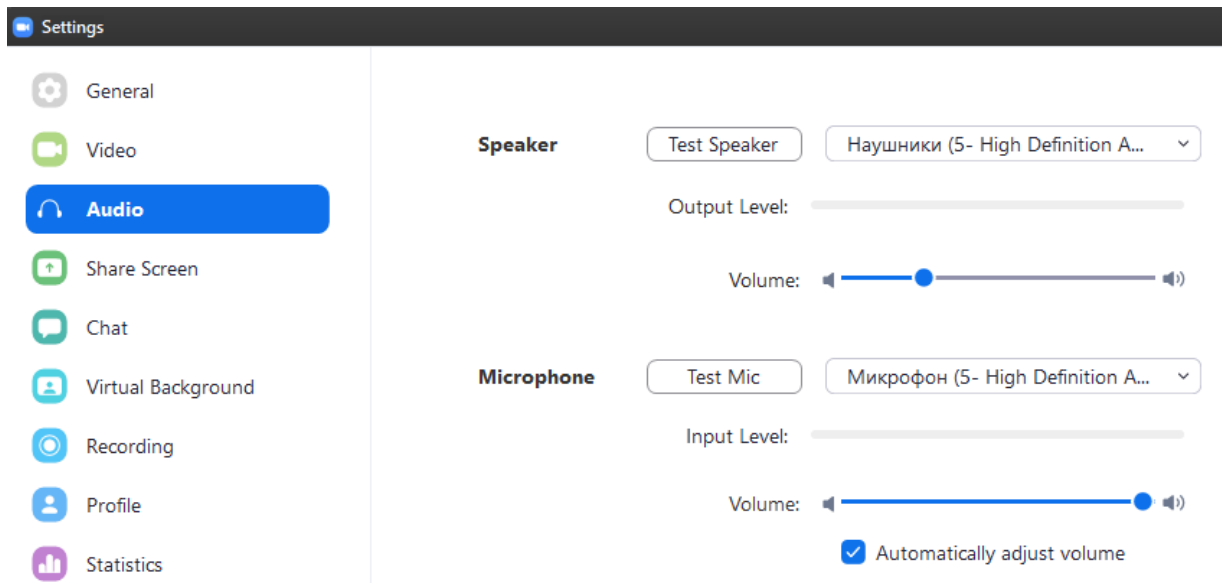 Settings
General
Video
Audio
Share Screen
Chat
Virtual Background
Recording
Profile
Statistics
Speaker
Test Speaker
Наушники (5- High Definition A...
Output Level:
Volume:
Microphone
Test Mic
Микрофон (5- High Definition A...
Input Level:
Volume:
Automatically adjust volume